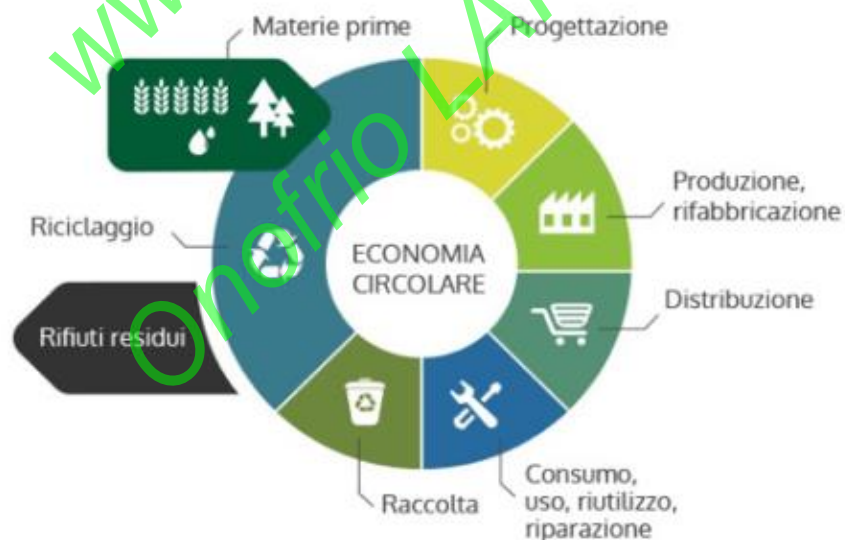 Materie prime
Progettazione
Produzione,
rifabbricazione
Riciclaggio
ECONOMIA
CIRCOLARE
Distribuzione
Rifiuti residui
Consumo,
uso, riutilizzo,
riparazione
Raccolta
Onofrio